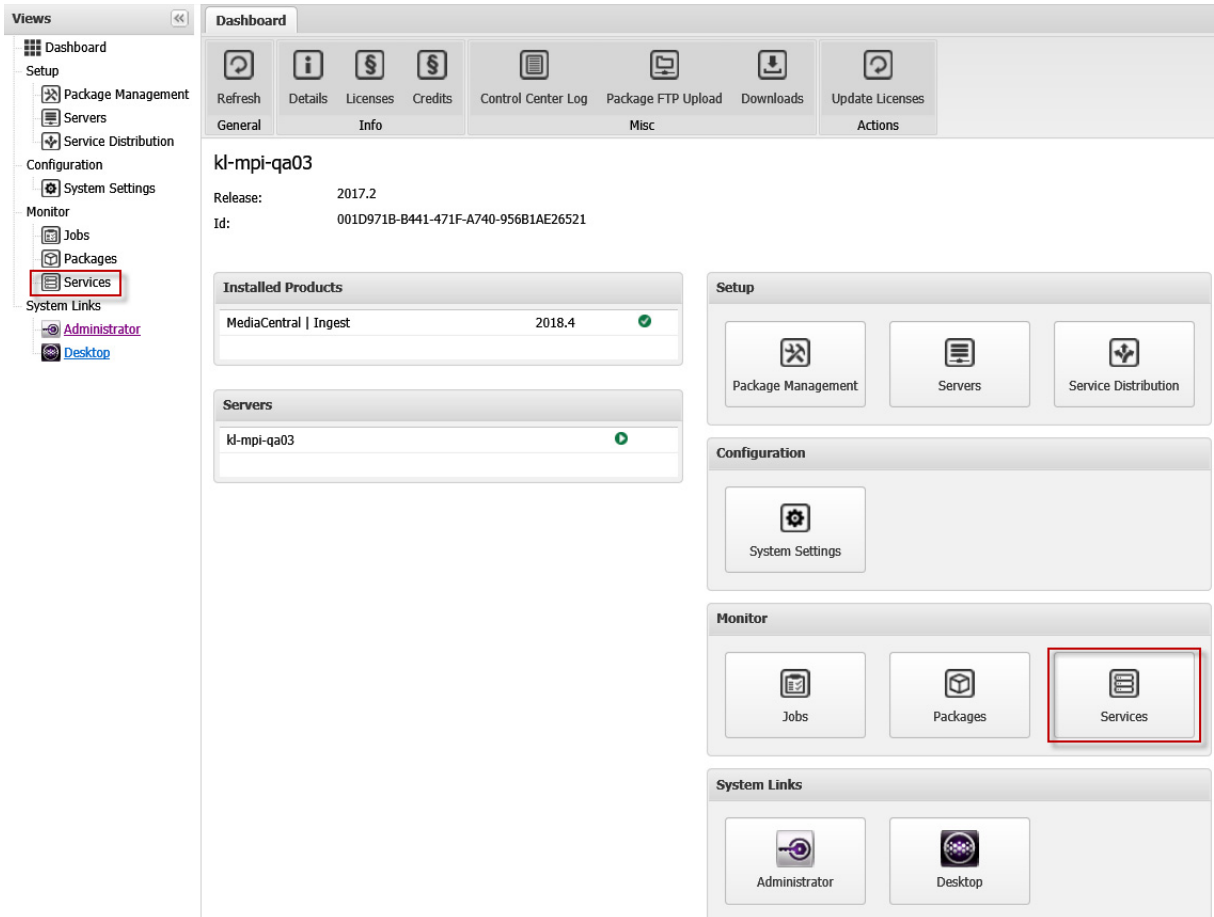 Views
Dashboard
Setup
Package Management
Servers
Service Distribution
Configuration
System Settings
Monitor
Jobs
Packages
Services
System Links
Administrator
Desktop
Dashboard
Refresh
General
Details Licenses Credits
Info
Control Center Log Package FTP Upload Downloads
Misc
Update Licenses
Actions
kl-mpi-qa03
Release: 2017.2
Id: 001D971B-B441-471F-A740-956B1AE26521
Installed Products
MediaCentral | Ingest 2018.4
Servers
kl-mpi-qa03
Setup
Package Management Servers Service Distribution
Configuration
System Settings
Monitor
Jobs Packages Services
System Links
Administrator Desktop